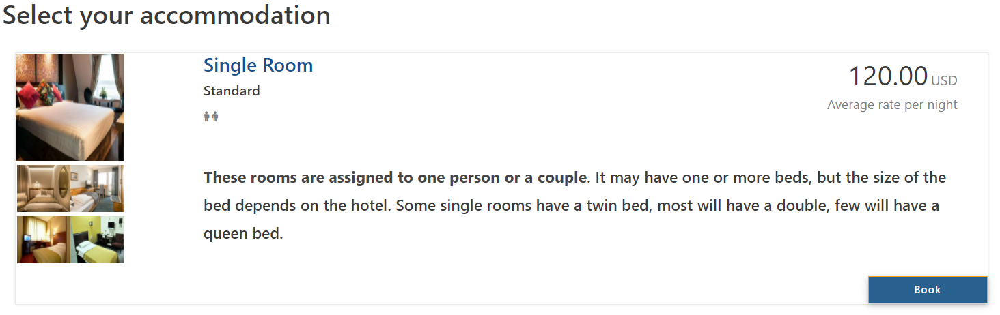 Select your accommodation
Single Room
120.00 USD
Standard
Average rate per night
These rooms are assigned to one person or a couple. It may have one or more beds, but the size of the
bed depends on the hotel. Some single rooms have a twin bed, most will have a double, few will have a
queen bed.
Book